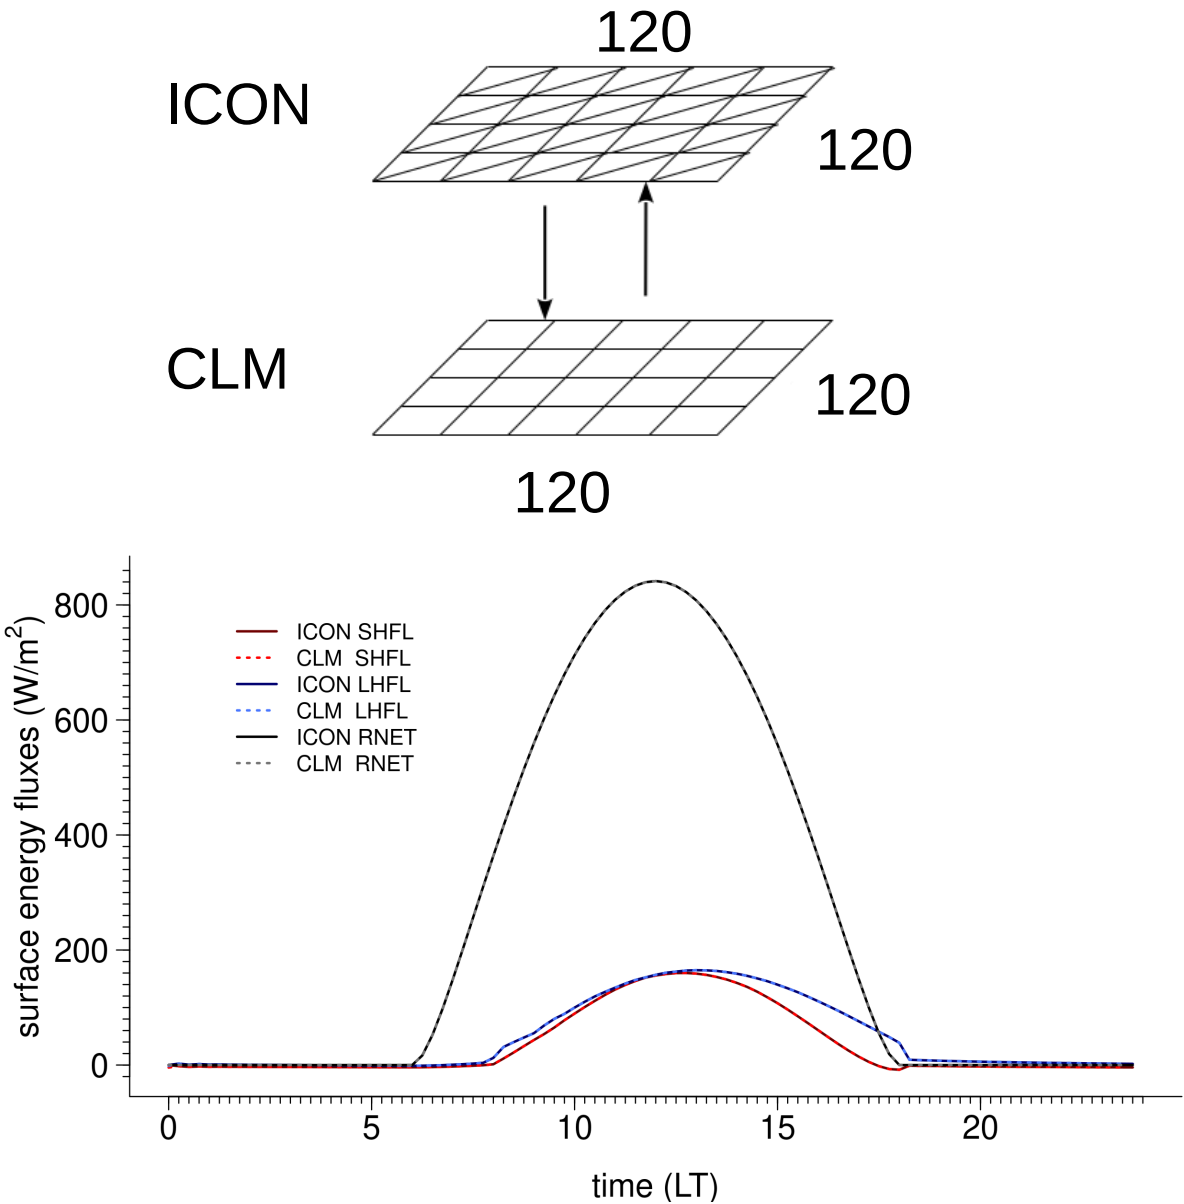 120
ICON
120
CLM
120
120
surface energy fluxes (W/m²)
800
600
400
200
0
ICON SHFL
CLM SHFL
ICON LHFL
CLM LHFL
ICON RNET
CLM RNET
0 5 10 15 20
time (LT)